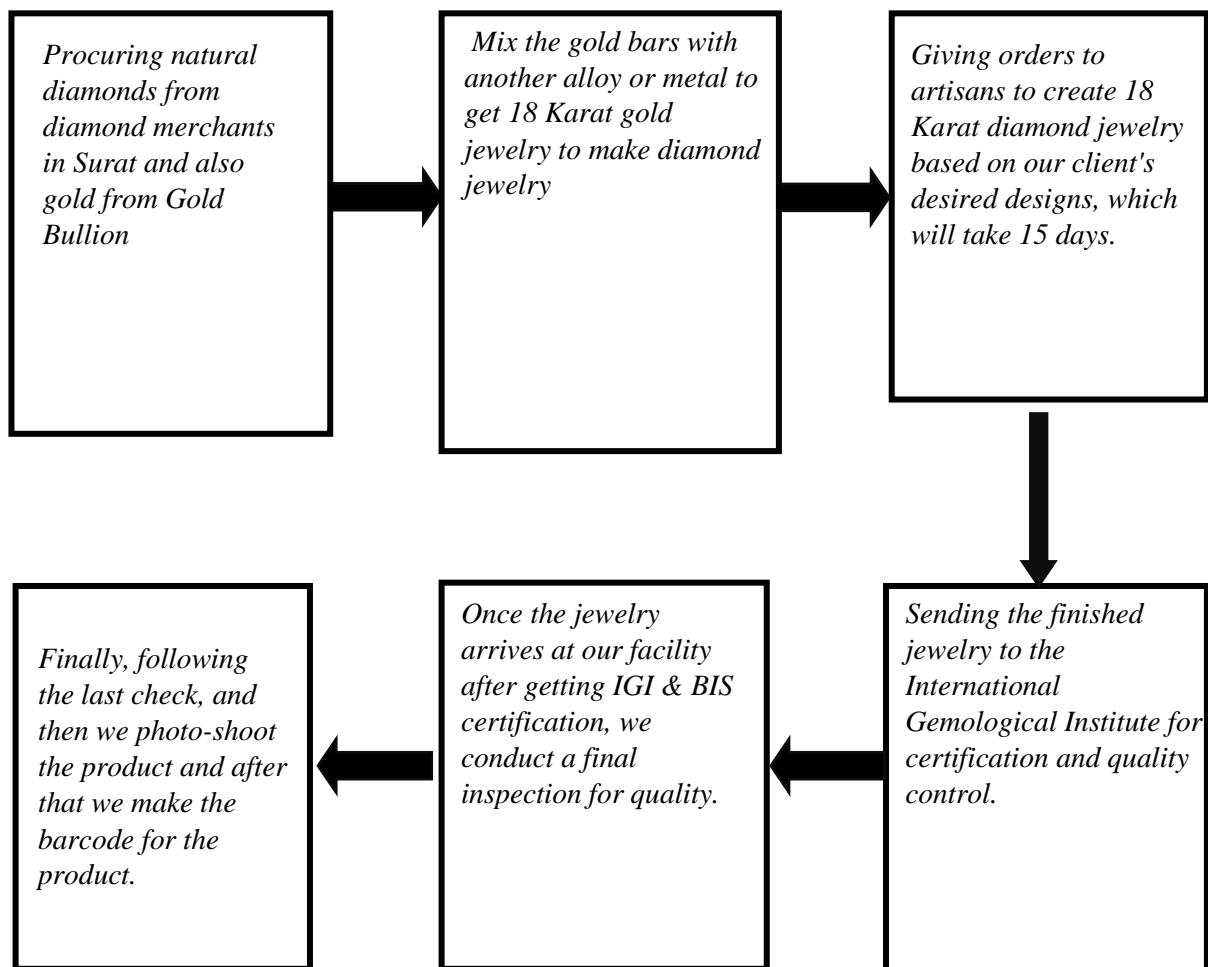 Procuring natural
diamonds from
diamond merchants
in Surat and also
gold from Gold
Bullion
Mix the gold bars with
another alloy or metal to
get 18 Karat gold
jewelry to make diamond
jewelry
Giving orders to
artisans to create 18
Karat diamond jewelry
based on our client's
desired designs, which
will take 15 days.
Sending the finished
jewelry to the
International
Gemological Institute for
certification and quality
control.
Once the jewelry
arrives at our facility
after getting IGI & BIS
certification, we
conduct a final
inspection for quality.
Finally, following
the last check, and
then we photo-shoot
the product and after
that we make the
barcode for the
product.